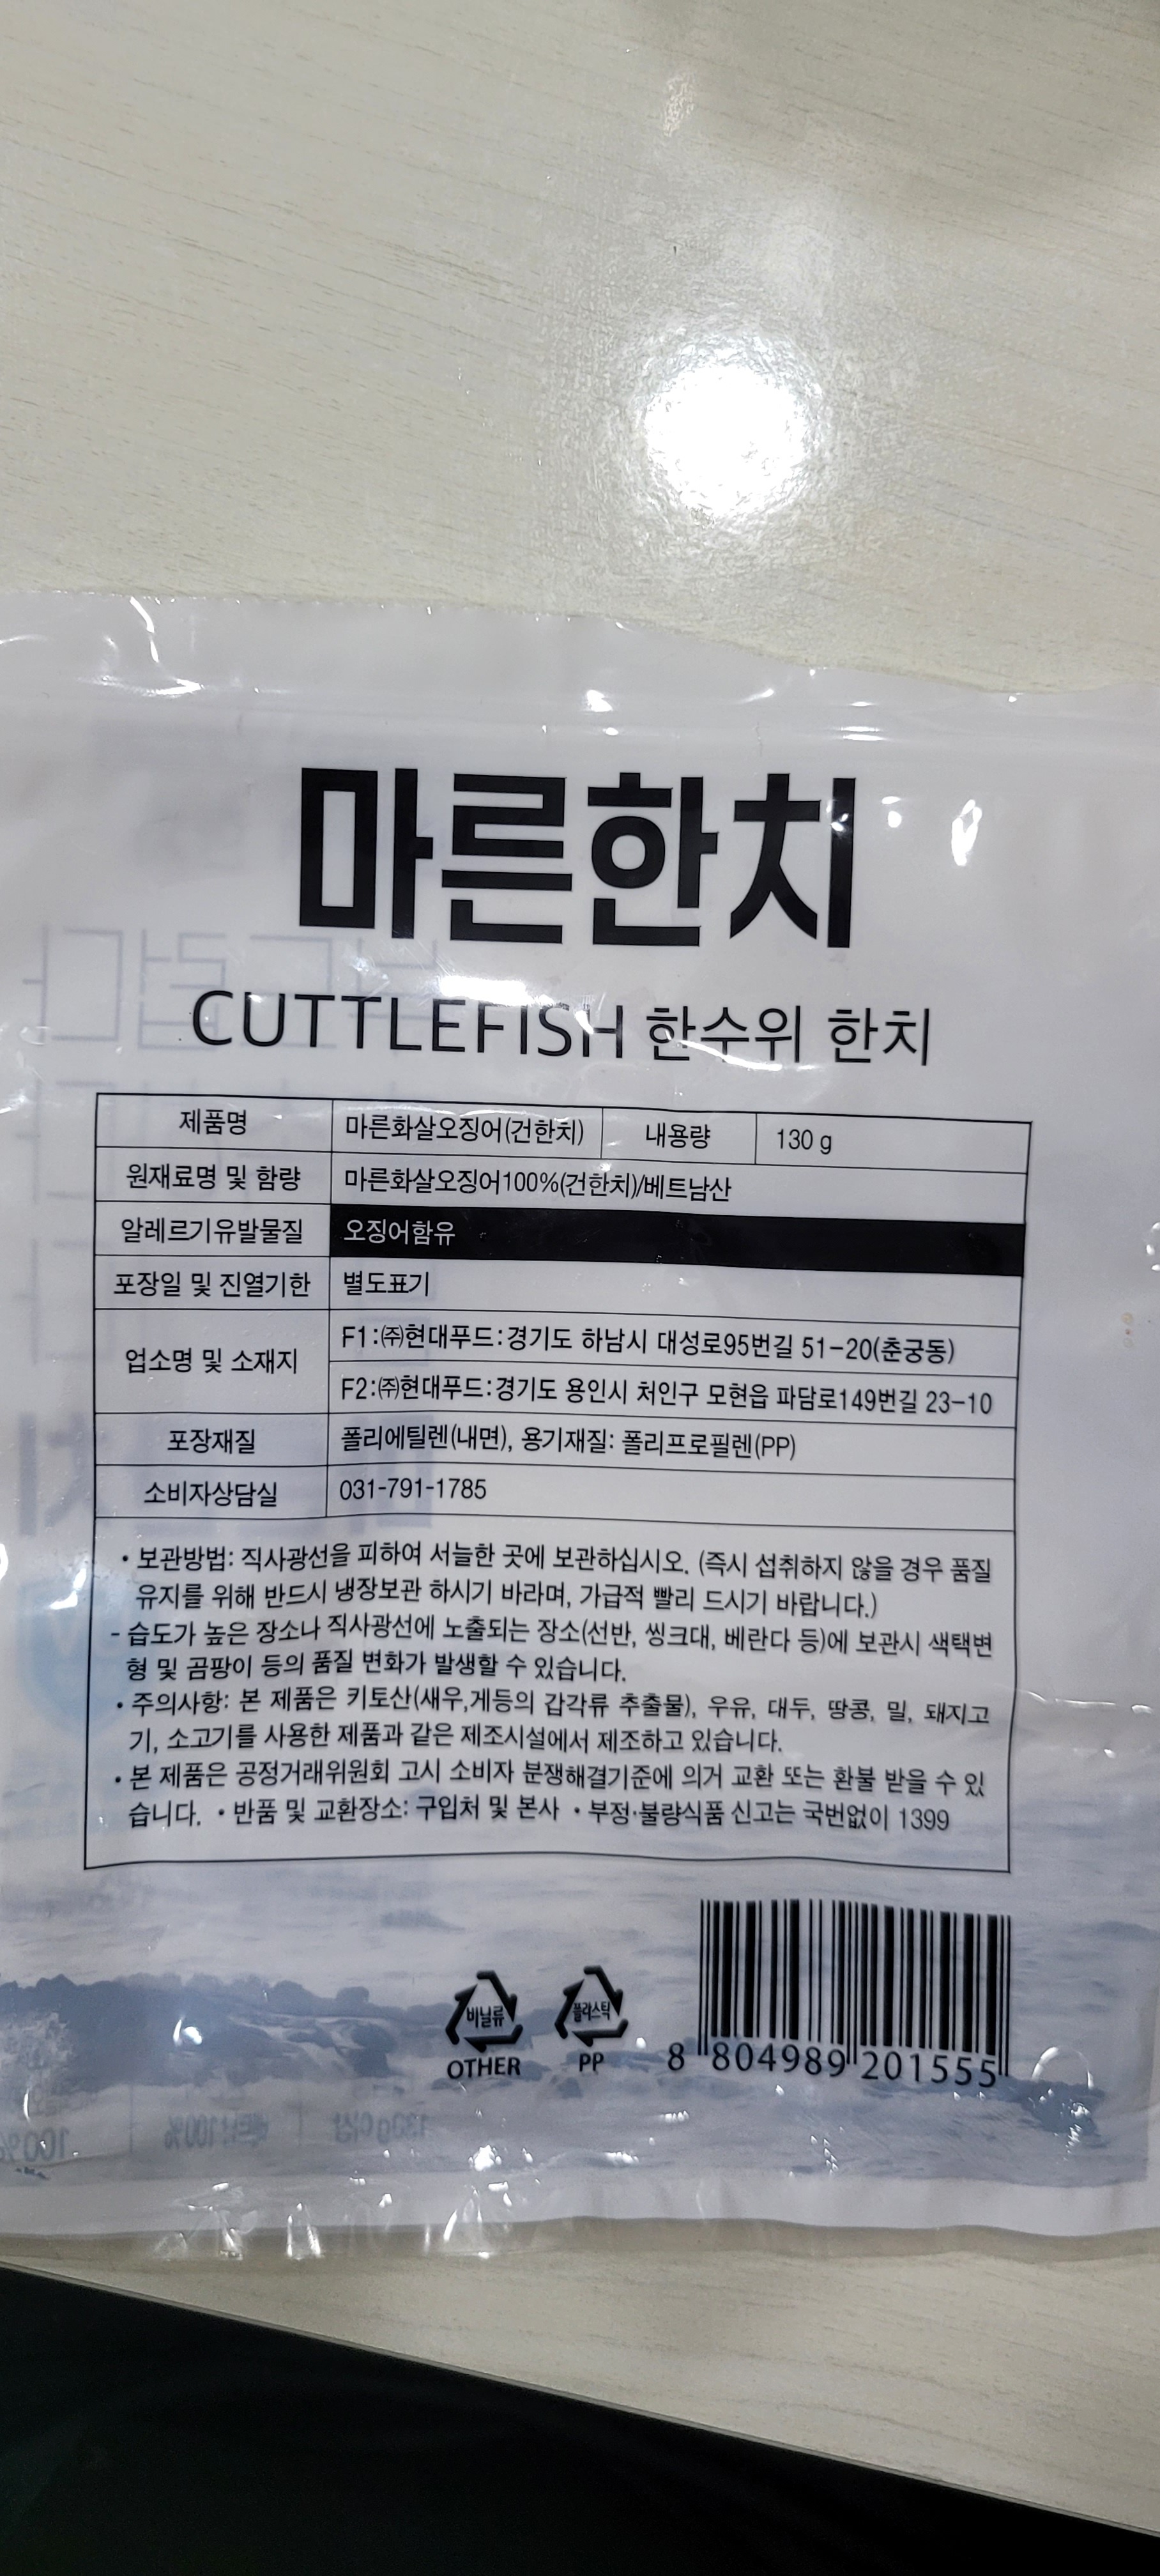 마른한치
CUTTLEFISH 한수위 한치
제품명 마른화살오징어(건한치) 내용량 130 g
원재료명 및 함량 마른화살오징어100%(건한치)/베트남산
알레르기유발물질 오징어함유
포장일 및 진열기한 별도표기
업소명 및 소재지 F1:㈜현대푸드:경기도 하남시 대성로95번길 51-20(춘궁동)
F2:㈜현대푸드:경기도 용인시 처인구 모현읍 파담로149번길 23-10
포장재질 폴리에틸렌(내면), 용기재질: 폴리프로필렌(PP)
소비자상담실 031-791-1785
• 보관방법: 직사광선을 피하여 서늘한 곳에 보관하십시오. (즉시 섭취하지 않을 경우 품질
유지를 위해 반드시 냉장보관 하시기 바라며, 가급적 빨리 드시기 바랍니다.)
- 습도가 높은 장소나 직사광선에 노출되는 장소(선반, 씽크대, 베란다 등)에 보관시 색택변
형 및 곰팡이 등의 품질 변화가 발생할 수 있습니다.
• 주의사항: 본 제품은 키토산(새우,게등의 갑각류 추출물), 우유, 대두, 땅콩, 밀, 돼지고
기, 소고기를 사용한 제품과 같은 제조시설에서 제조하고 있습니다.
• 본 제품은 공정거래위원회 고시 소비자 분쟁해결기준에 의거 교환 또는 환불 받을 수 있
습니다. • 반품 및 교환장소: 구입처 및 본사 • 부정·불량식품 신고는 국번없이 1399
비닐류 플라스틱
OTHER PP 8 804989 201555